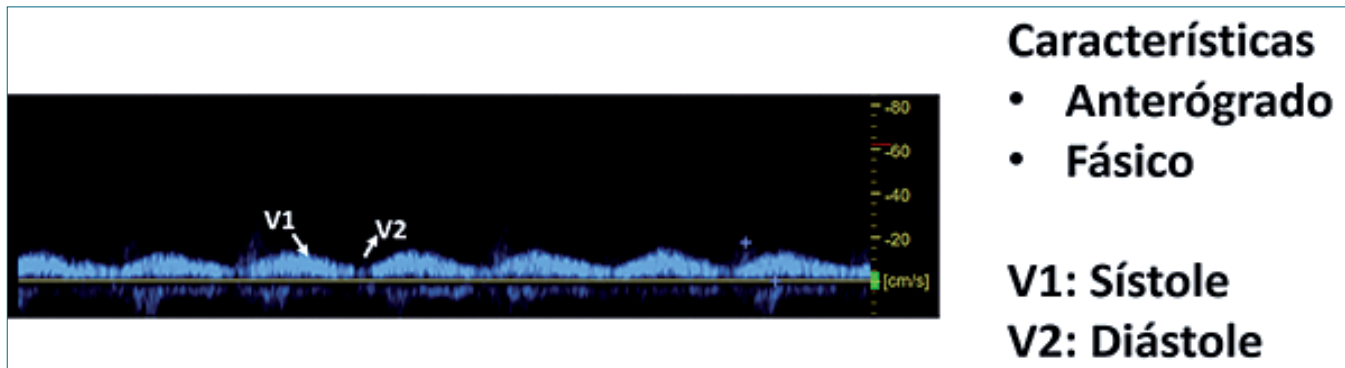 V1
V2
-80
-60
-40
-20
[cm/s]
Características
• Anterógrado
• Fásico
V1: Sístole
V2: Diástole